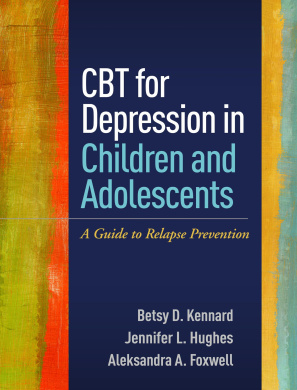 CBT for
Depression in
Children and
Adolescents
A Guide to Relapse Prevention
Betsy D. Kennard
Jennifer L. Hughes
Aleksandra A. Foxwell